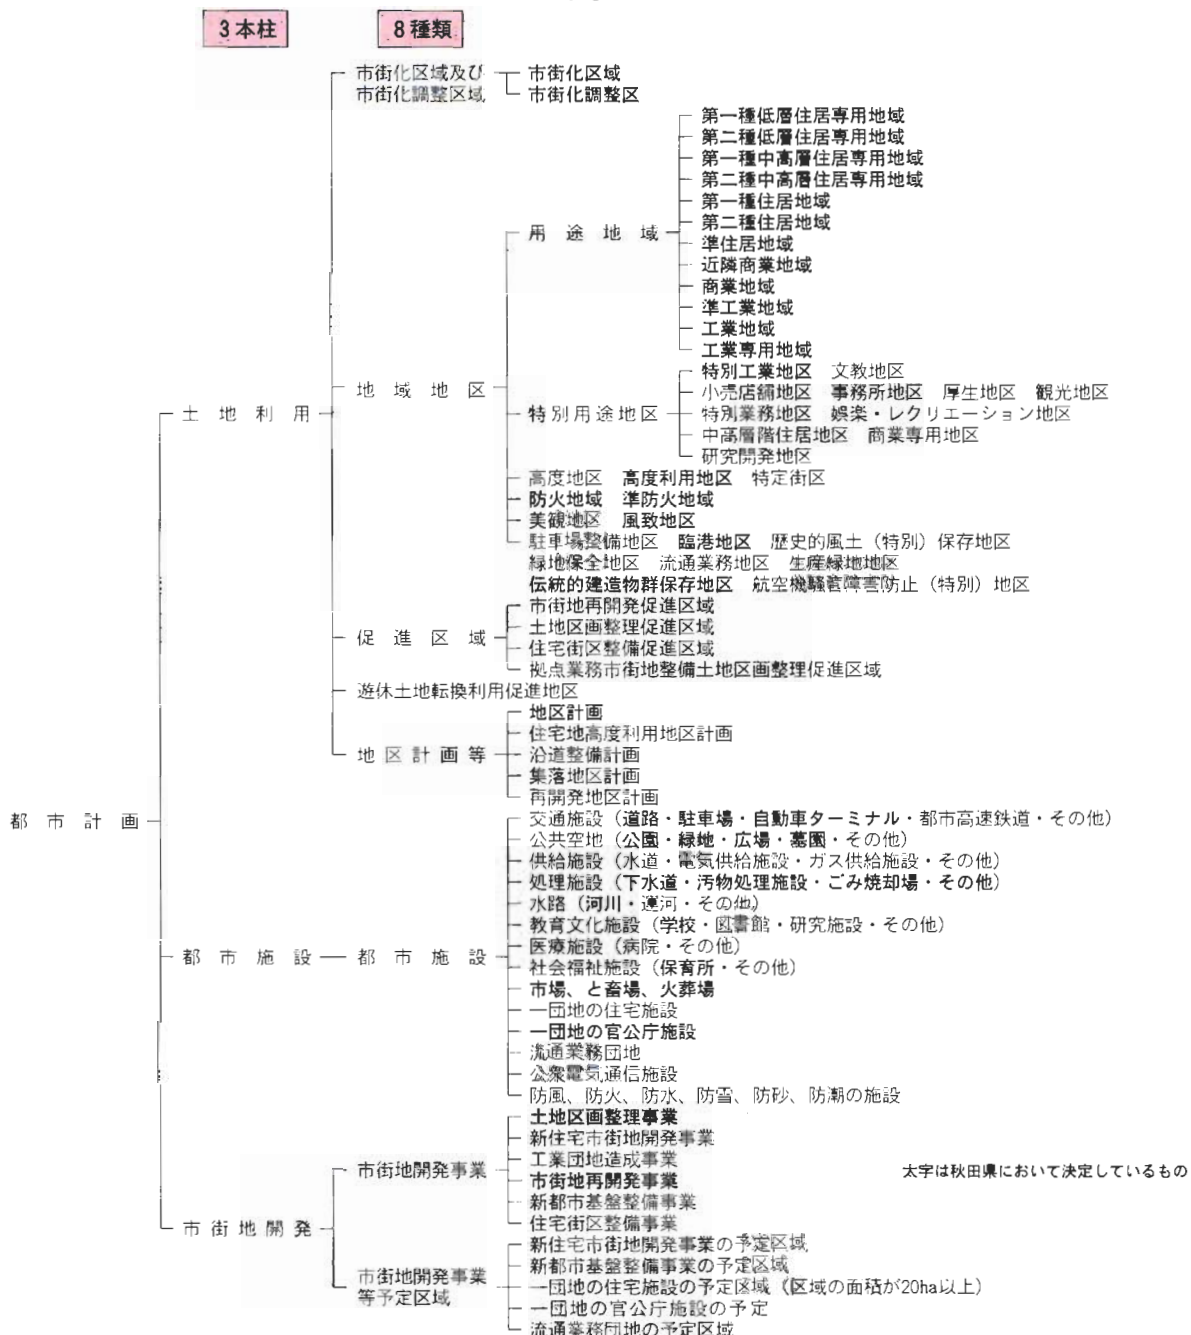 3本柱
8種類
市街化区域及び
市街化調整区域
市街化区域
市街化調整区
第一種低層住居専用地域
第二種低層住居専用地域
第一種中高層住居専用地域
第二種中高層住居専用地域
第一種住居地域
第二種住居地域
用途地域
準住居地域
近隣商業地域
商業地域
準工業地域
工業地域
工業専用地域
土地利用
地域地区
特別用途地区
特別工業地区 文教地区
小売店舗地区 事務所地区 厚生地区 観光地区
特別業務地区 娯楽・レクリエーション地区
中高層階住居地区 商業専用地区
研究開発地区
高度地区 高度利用地区 特定街区
防火地域 準防火地域
美観地区 風致地区
駐車場整備地区 臨港地区 歴史的風土（特別）保存地区
緑地保全地区 流通業務地区 生産緑地地区
伝統的建造物群保存地区 航空機騒音障害防止（特別）地区
促進区域
市街地再開発促進区域
土地区画整理促進区域
住宅街区整備促進区域
拠点業務市街地整備土地区画整理促進区域
遊休土地転換利用促進地区
地区計画等
地区計画
住宅地高度利用地区計画
沿道整備計画
集落地区計画
再開発地区計画
都市計画
交通施設（道路・駐車場・自動車ターミナル・都市高速鉄道・その他）
公共空地（公園・緑地・広場・墓園・その他）
供給施設（水道・電気供給施設・ガス供給施設・その他）
処理施設（下水道・汚物処理施設・ごみ焼却場・その他）
水路（河川・運河・その他）
教育文化施設（学校・図書館・研究施設・その他）
医療施設（病院・その他）
都市施設
都市施設
社会福祉施設（保育所・その他）
市場、と畜場、火葬場
一団地の住宅施設
一団地の官公庁施設
流通業務団地
公衆電気通信施設
防風、防火、防水、防雪、防砂、防潮の施設
市街地開発
市街地開発事業
土地区画整理事業
新住宅市街地開発事業
工業団地造成事業
市街地再開発事業
新都市基盤整備事業
住宅街区整備事業
太字は秋田県において決定しているもの
市街地開発事業
等予定区域
新住宅市街地開発事業の予定区域
新都市基盤整備事業の予定区域
一団地の住宅施設の予定区域（区域の面積が20ha以上）
一団地の官公庁施設の予定
流通業務団地の予定区域